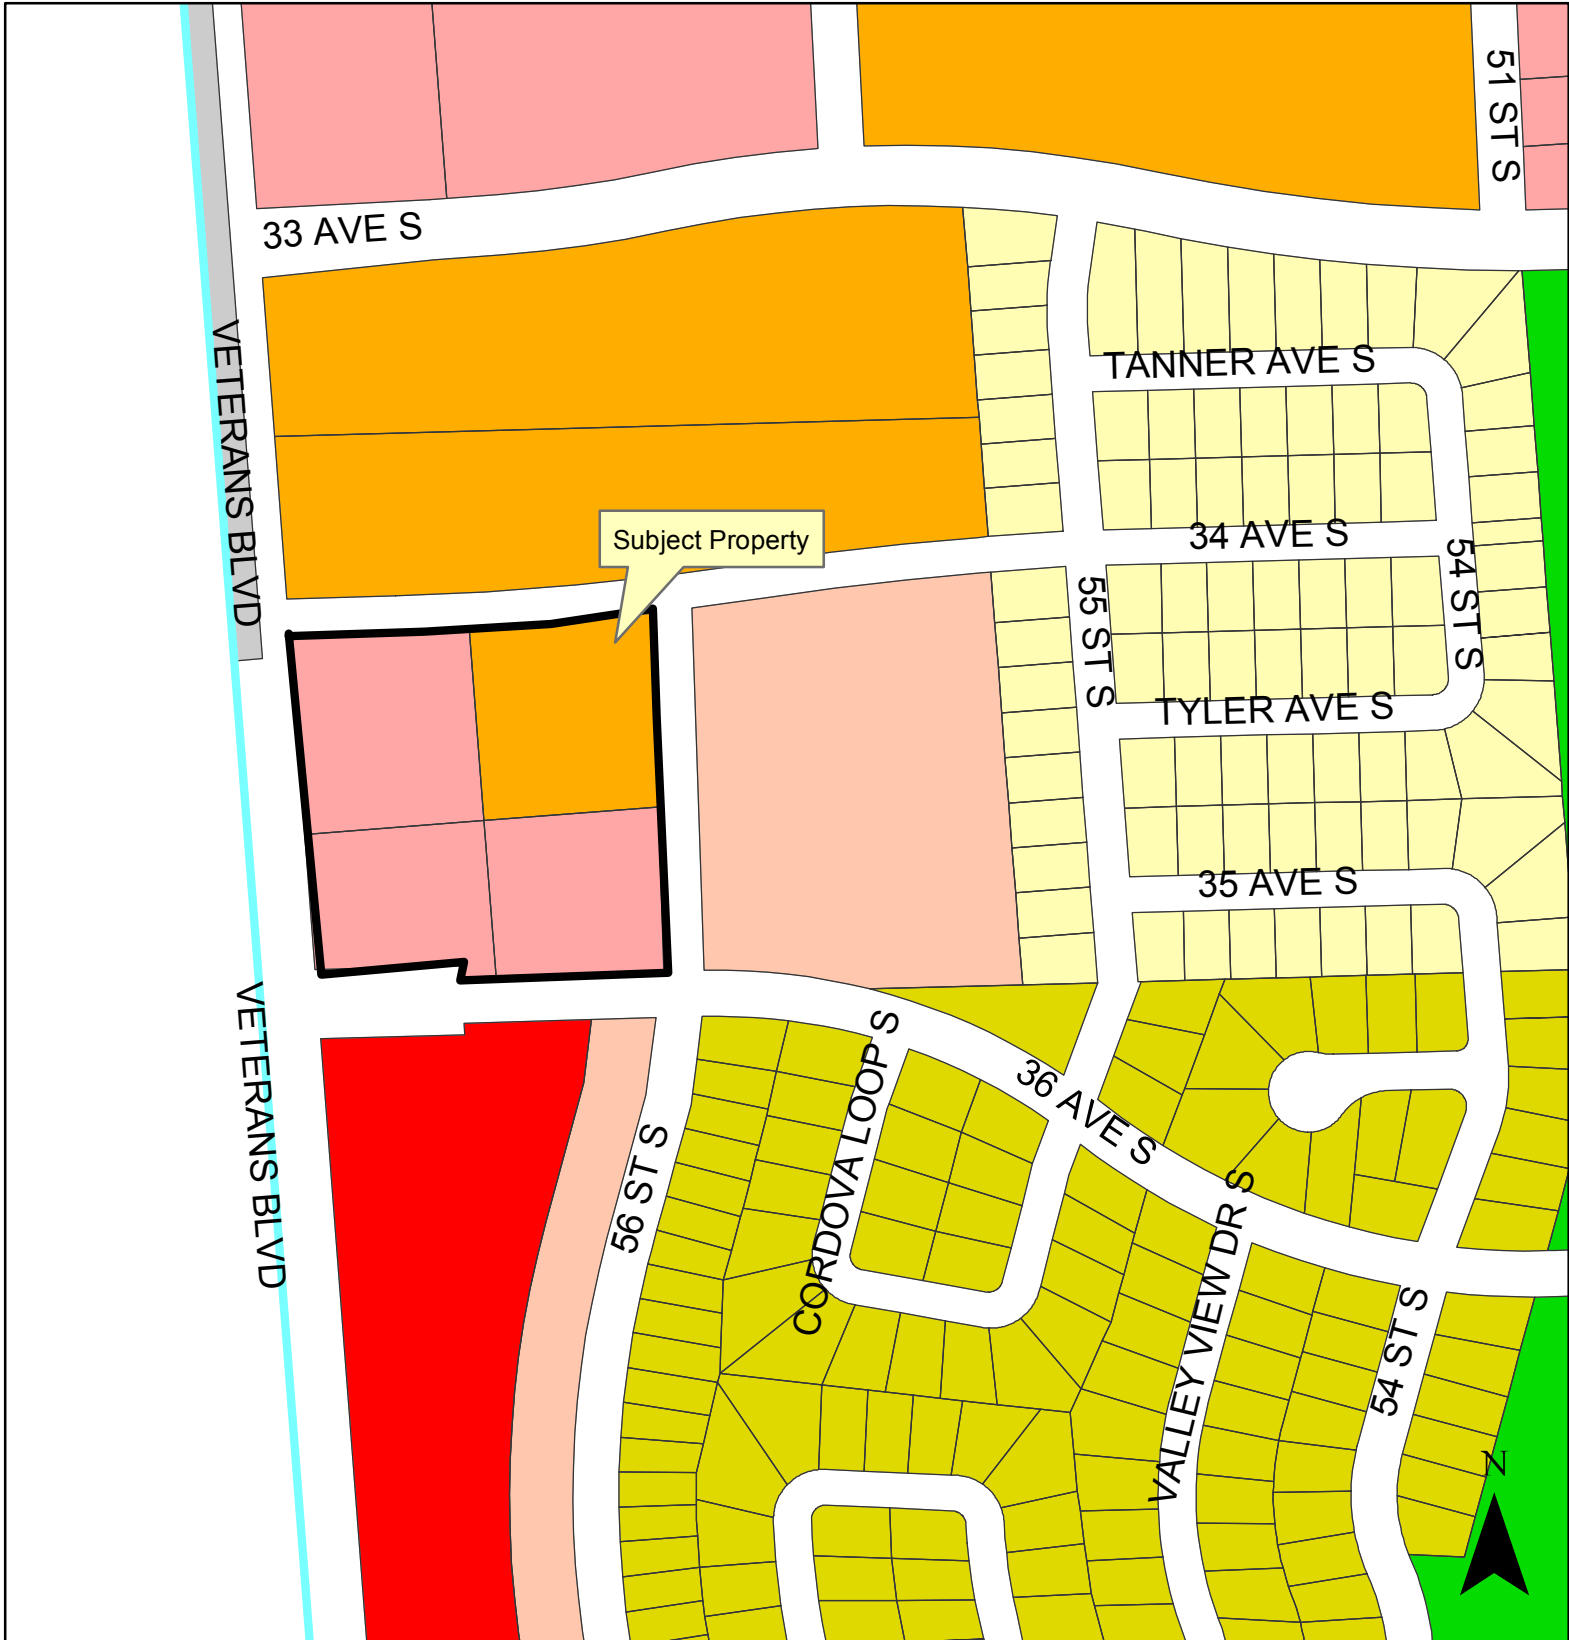 51 ST S
33 AVE S
VETERANS BLVD
TANNER AVE S
Subject Property
34 AVE S
54 ST S
55 ST S
TYLER AVE S
35 AVE S
VETERANS BLVD
CORDOVA LOOP S
36 AVE S
56 ST S
VALLEY VIEW DR S
54 ST S
N